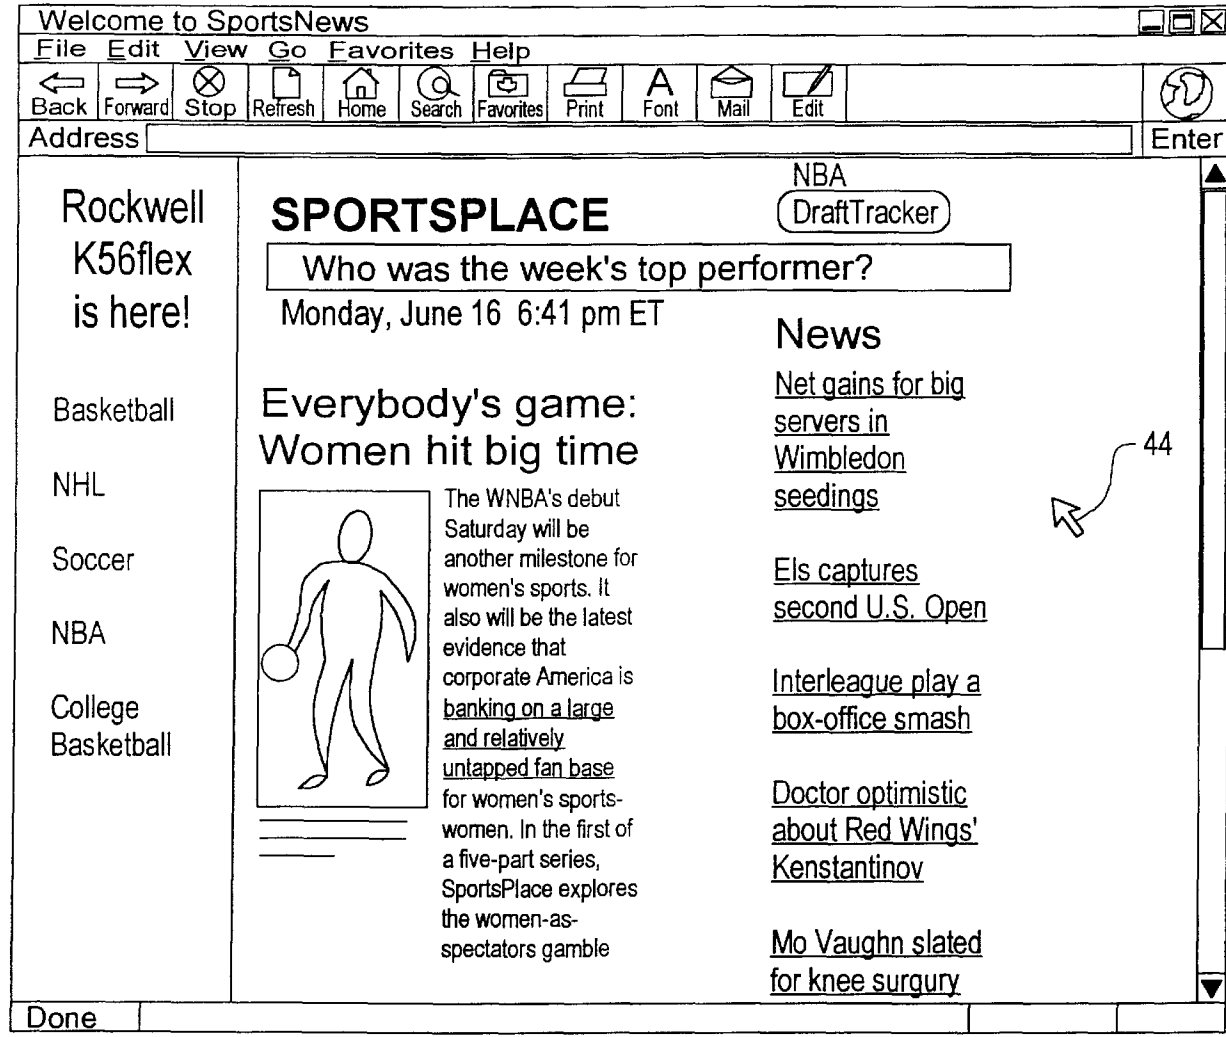 Welcome to SportsNews
File Edit View Go Favorites Help
Back Forward Stop Refresh Home Search Favorites Print Font Mail Edit
Address Enter
Rockwell
K56flex
is here!
Basketball
NHL
Soccer
NBA
College
Basketball
NBA
DraftTracker
SPORTSPLACE
Who was the week's top performer?
Monday, June 16 6:41 pm ET
Everybody's game:
Women hit big time
The WNBA's debut
Saturday will be
another milestone for
women's sports. It
also will be the latest
evidence that
corporate America is
banking on a large
and relatively
untapped fan base
for women's sports-
women. In the first of
a five-part series,
SportsPlace explores
the women-as-
spectators gamble
News
Net gains for big
servers in
Wimbledon
seedings
Els captures
second U.S. Open
Interleague play a
box-office smash
Doctor optimistic
about Red Wings'
Kenstantinov
Mo Vaughn slated
for knee surgury
44
Done